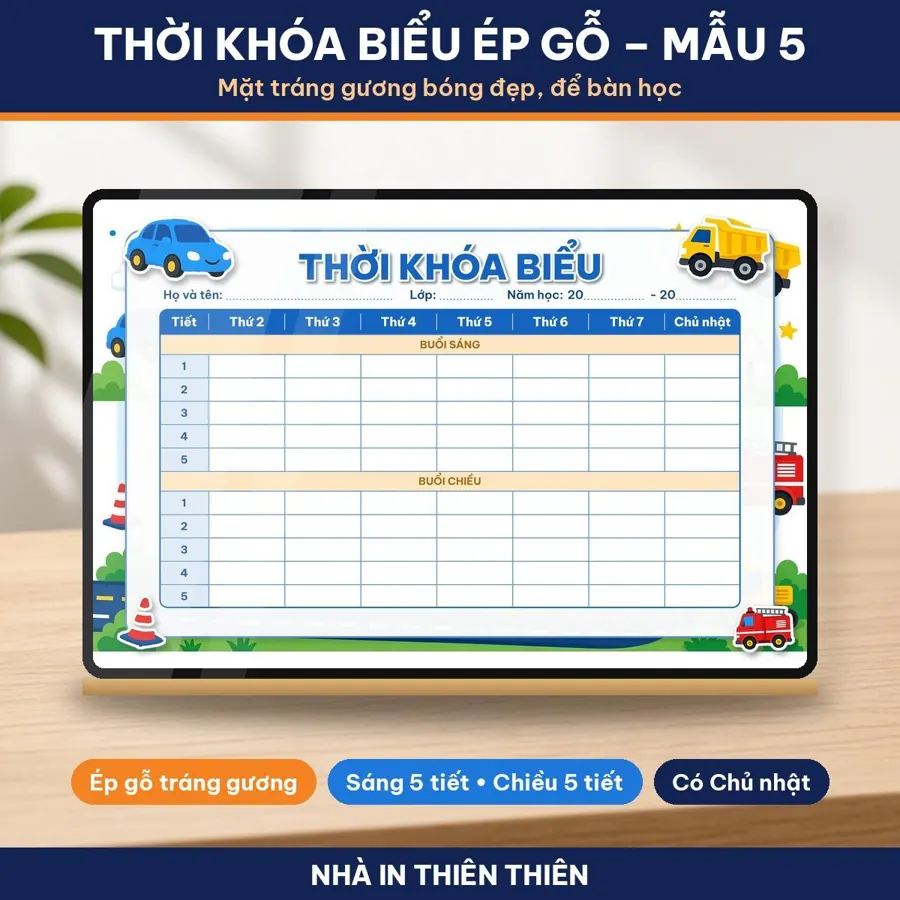 THỜI KHÓA BIỂU ÉP GỖ – MẪU 5
Mặt tráng gương bóng đẹp, để bàn học
THỜI KHÓA BIỂU
Họ và tên: Lớp: Năm học: 20 - 20
Tiết Thứ 2 Thứ 3 Thứ 4 Thứ 5 Thứ 6 Thứ 7 Chủ nhật
BUỔI SÁNG
1
2
3
4
5
BUỔI CHIỀU
1
2
3
4
5
Ép gỗ tráng gương Sáng 5 tiết • Chiều 5 tiết Có Chủ nhật
NHÀ IN THIÊN THIÊN